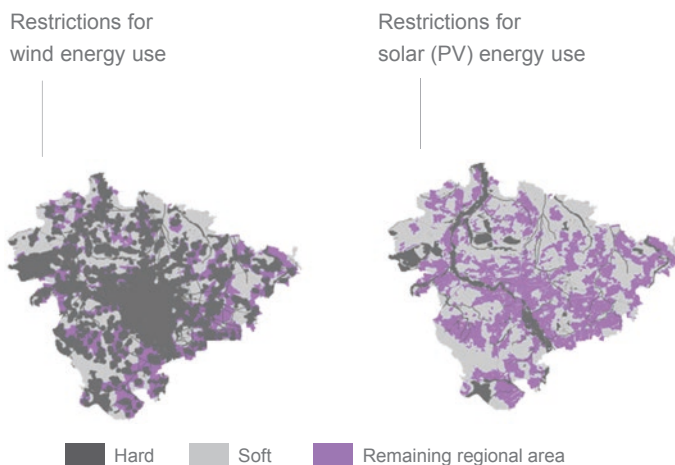 Restrictions for
wind energy use
Restrictions for
solar (PV) energy use
Hard
Soft
Remaining regional area